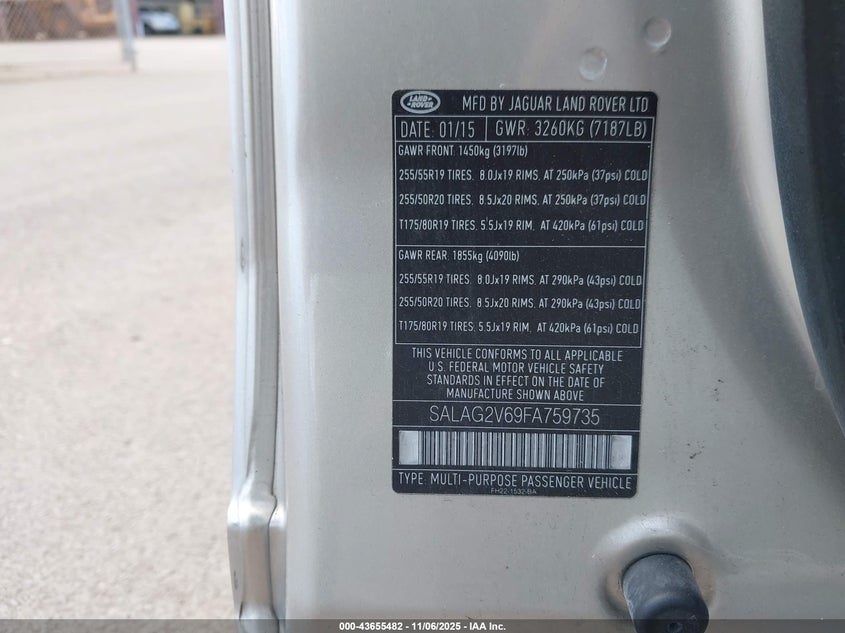 LAND ROVER
MFD BY JAGUAR LAND ROVER LTD
DATE: 01/15 GWR: 3260KG (7187LB)
GAWR FRONT 1450kg (3197lb)
255/55R19 TIRES. 8.0Jx19 RIMS. AT 250kPa (37psi) COLD
255/50R20 TIRES. 8.5Jx20 RIMS. AT 250kPa (37psi) COLD
T175/80R19 TIRES. 5.5Jx19 RIM. AT 420kPa (61psi) COLD
GAWR REAR. 1855kg (4090lb)
255/55R19 TIRES. 8.0Jx19 RIMS. AT 290kPa (43psi) COLD
255/50R20 TIRES. 8.5Jx20 RIMS. AT 290kPa (43psi) COLD
T175/80R19 TIRES. 5.5Jx19 RIM. AT 420kPa (61psi) COLD
THIS VEHICLE CONFORMS TO ALL APPLICABLE
U.S. FEDERAL MOTOR VEHICLE SAFETY
STANDARDS IN EFFECT ON THE DATE OF
MANUFACTURE SHOWN ABOVE
SALAG2V69FA759735
TYPE: MULTI-PURPOSE PASSENGER VEHICLE
FH22-1532-BA
000-43655482 - 11/06/2025 - IAA Inc.